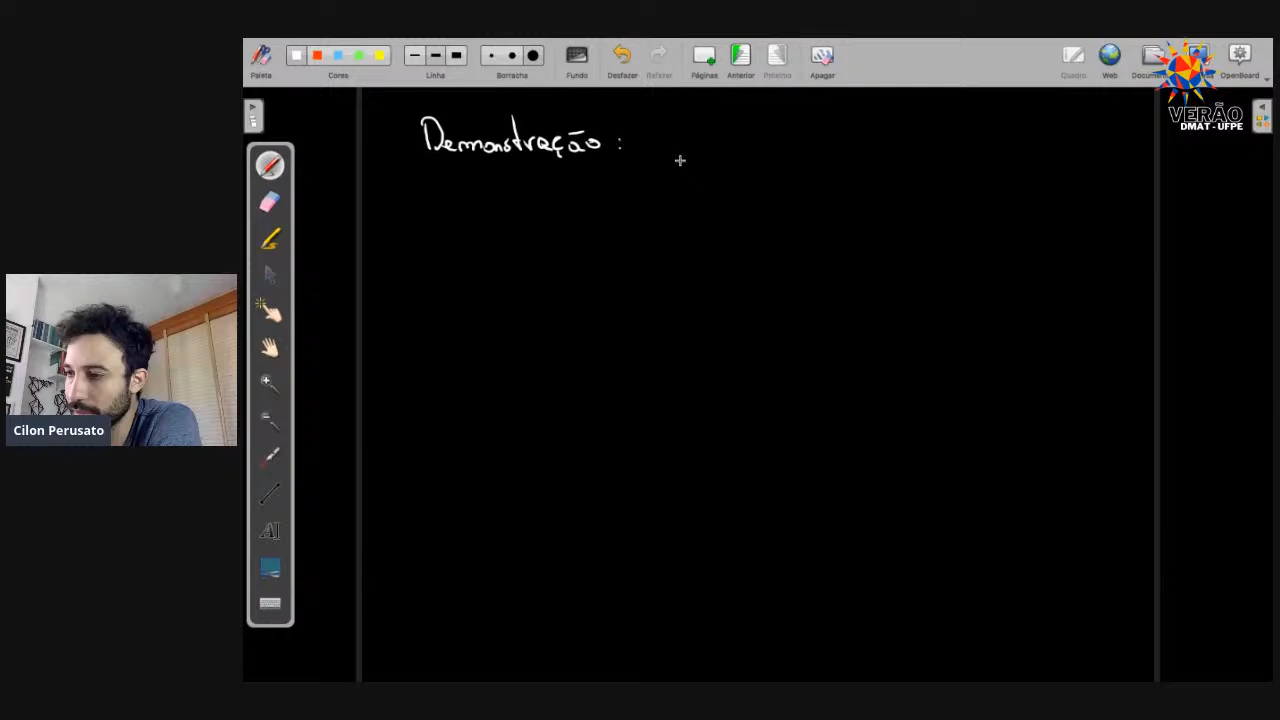 Paleta
Cores
Linha
Borracha
Fundo
Desfazer
Refazer
Páginas
Anterior
Próximo
Apagar
Quadro
Web
OpenBoard
VERÃO
DMAT - UFPE
Demonstração :
Cilon Perusato